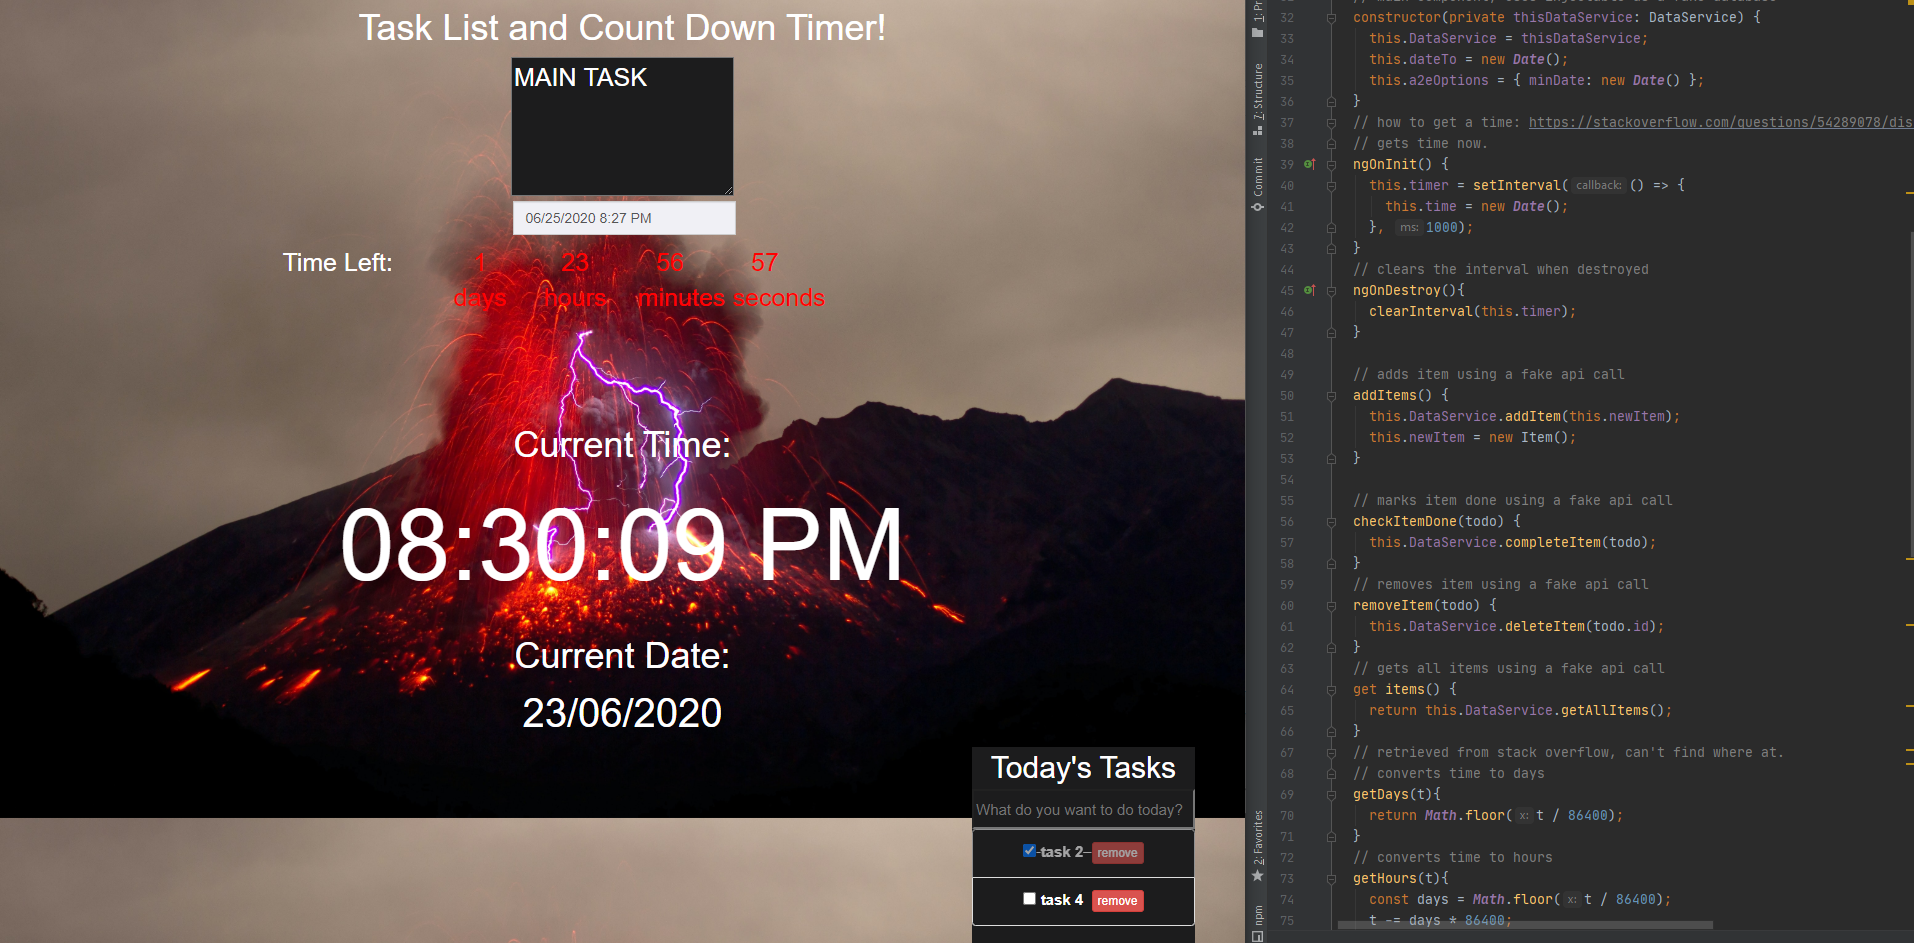 Task List and Count Down Timer!
MAIN TASK
06/25/2020 8:27 PM
Time Left:
1 23 56 57
days hours minutes seconds
Current Time:
08:30:09 PM
Current Date:
23/06/2020
Today's Tasks
What do you want to do today?
task 2 remove
task 4 remove
1: Pr
7: Structure
Commit
2: Favorites
npm
32 constructor(private thisDataService: DataService) {
33 this.DataService = thisDataService;
34 this.dateTo = new Date();
35 this.a2eOptions = { minDate: new Date() };
36 }
37 // how to get a time: https://stackoverflow.com/questions/54289078/dis
38 // gets time now.
39 ngOnInit() {
40 this.timer = setInterval( callback: () => {
41 this.time = new Date();
42 }, ms: 1000);
43 }
44 // clears the interval when destroyed
45 ngOnDestroy(){
46 clearInterval(this.timer);
47 }
48
49 // adds item using a fake api call
50 addItems() {
51 this.DataService.addItem(this.newItem);
52 this.newItem = new Item();
53 }
54
55 // marks item done using a fake api call
56 checkItemDone(todo) {
57 this.DataService.completeItem(todo);
58 }
59 // removes item using a fake api call
60 removeItem(todo) {
61 this.DataService.deleteItem(todo.id);
62 }
63 // gets all items using a fake api call
64 get items() {
65 return this.DataService.getAllItems();
66 }
67 // retrieved from stack overflow, can't find where at.
68 // converts time to days
69 getDays(t){
70 return Math.floor( x: t / 86400);
71 }
72 // converts time to hours
73 getHours(t){
74 const days = Math.floor( x: t / 86400);
75 t -= days * 86400;